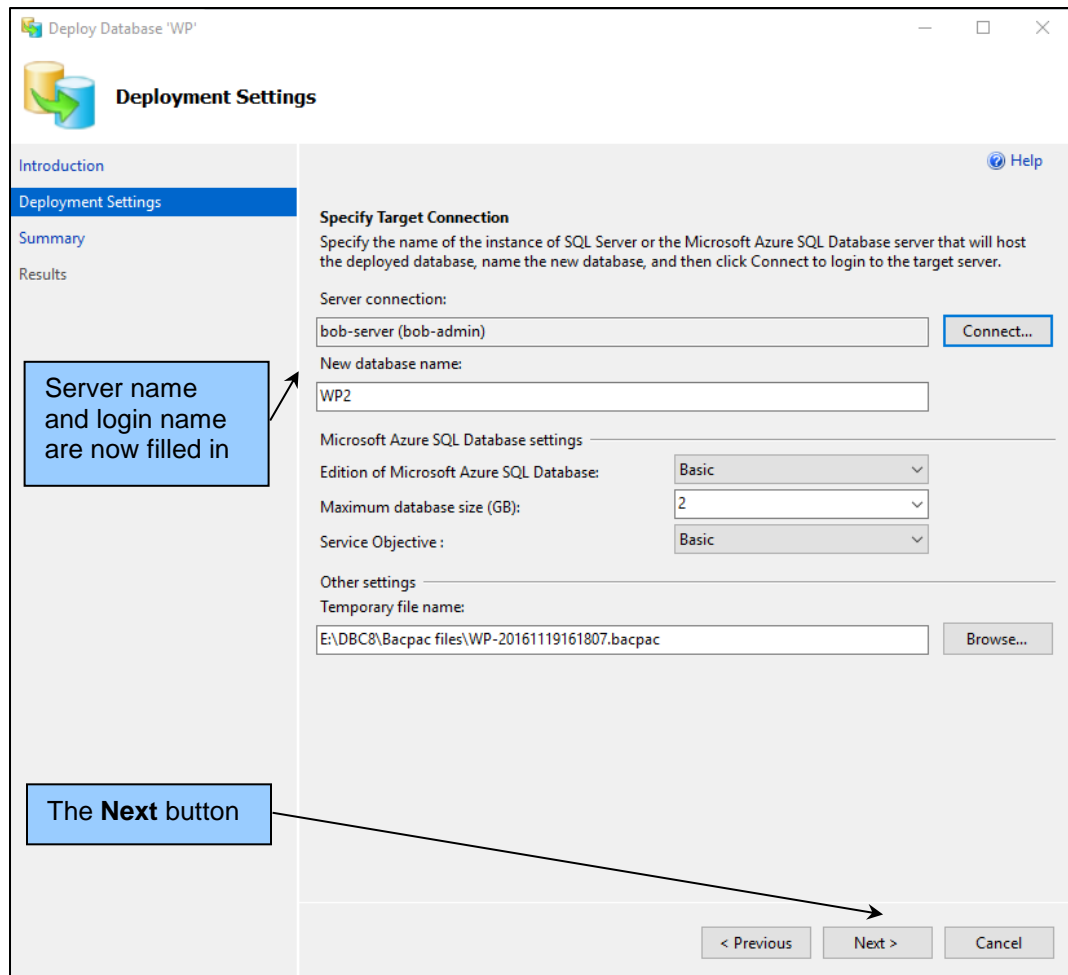 Deploy Database 'WP'
Deployment Settings
Introduction
Deployment Settings
Summary
Results
Help
Specify Target Connection
Specify the name of the instance of SQL Server or the Microsoft Azure SQL Database server that will host
the deployed database, name the new database, and then click Connect to login to the target server.
Server connection:
bob-server (bob-admin)
Connect...
New database name:
WP2
Server name
and login name
are now filled in
Microsoft Azure SQL Database settings
Edition of Microsoft Azure SQL Database:
Basic
Maximum database size (GB):
2
Service Objective :
Basic
Other settings
Temporary file name:
E:\DBC8\Bacpac files\WP-20161119161807.bacpac
Browse...
The Next button
< Previous
Next >
Cancel